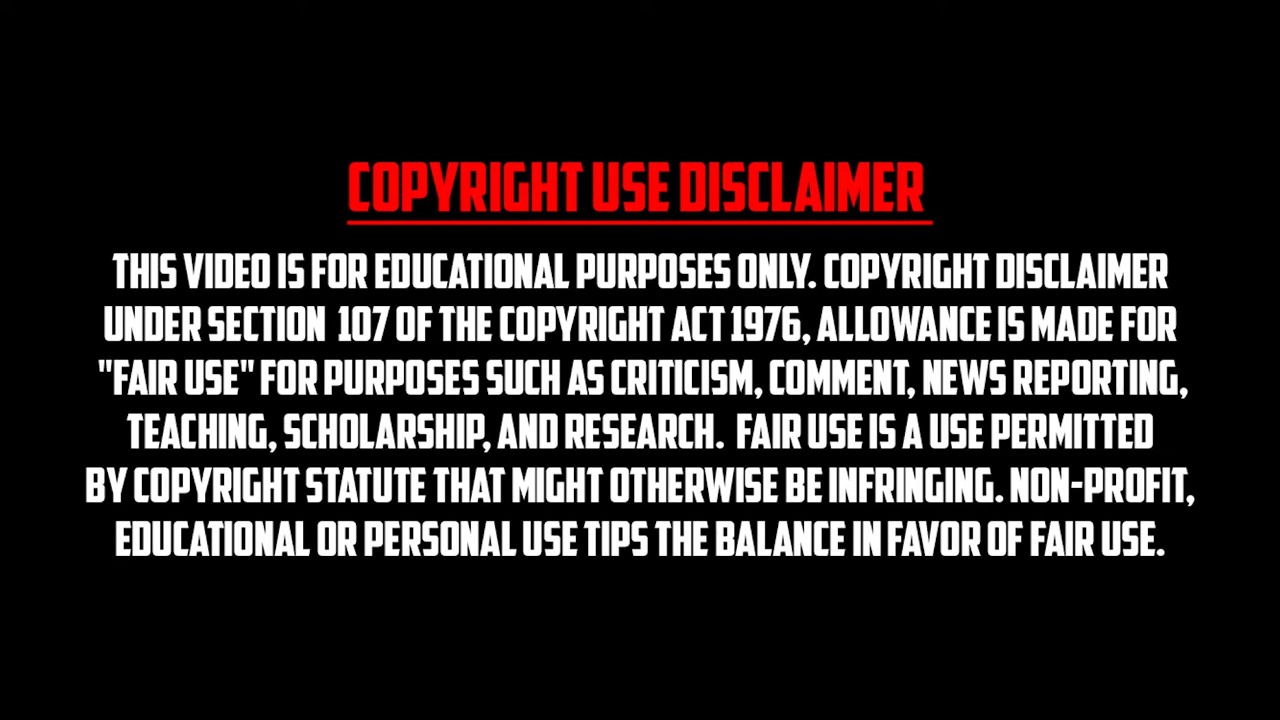 COPYRIGHT USE DISCLAIMER
THIS VIDEO IS FOR EDUCATIONAL PURPOSES ONLY. COPYRIGHT DISCLAIMER
UNDER SECTION 107 OF THE COPYRIGHT ACT 1976, ALLOWANCE IS MADE FOR
"FAIR USE" FOR PURPOSES SUCH AS CRITICISM, COMMENT, NEWS REPORTING,
TEACHING, SCHOLARSHIP, AND RESEARCH. FAIR USE IS A USE PERMITTED
BY COPYRIGHT STATUTE THAT MIGHT OTHERWISE BE INFRINGING. NON-PROFIT,
EDUCATIONAL OR PERSONAL USE TIPS THE BALANCE IN FAVOR OF FAIR USE.